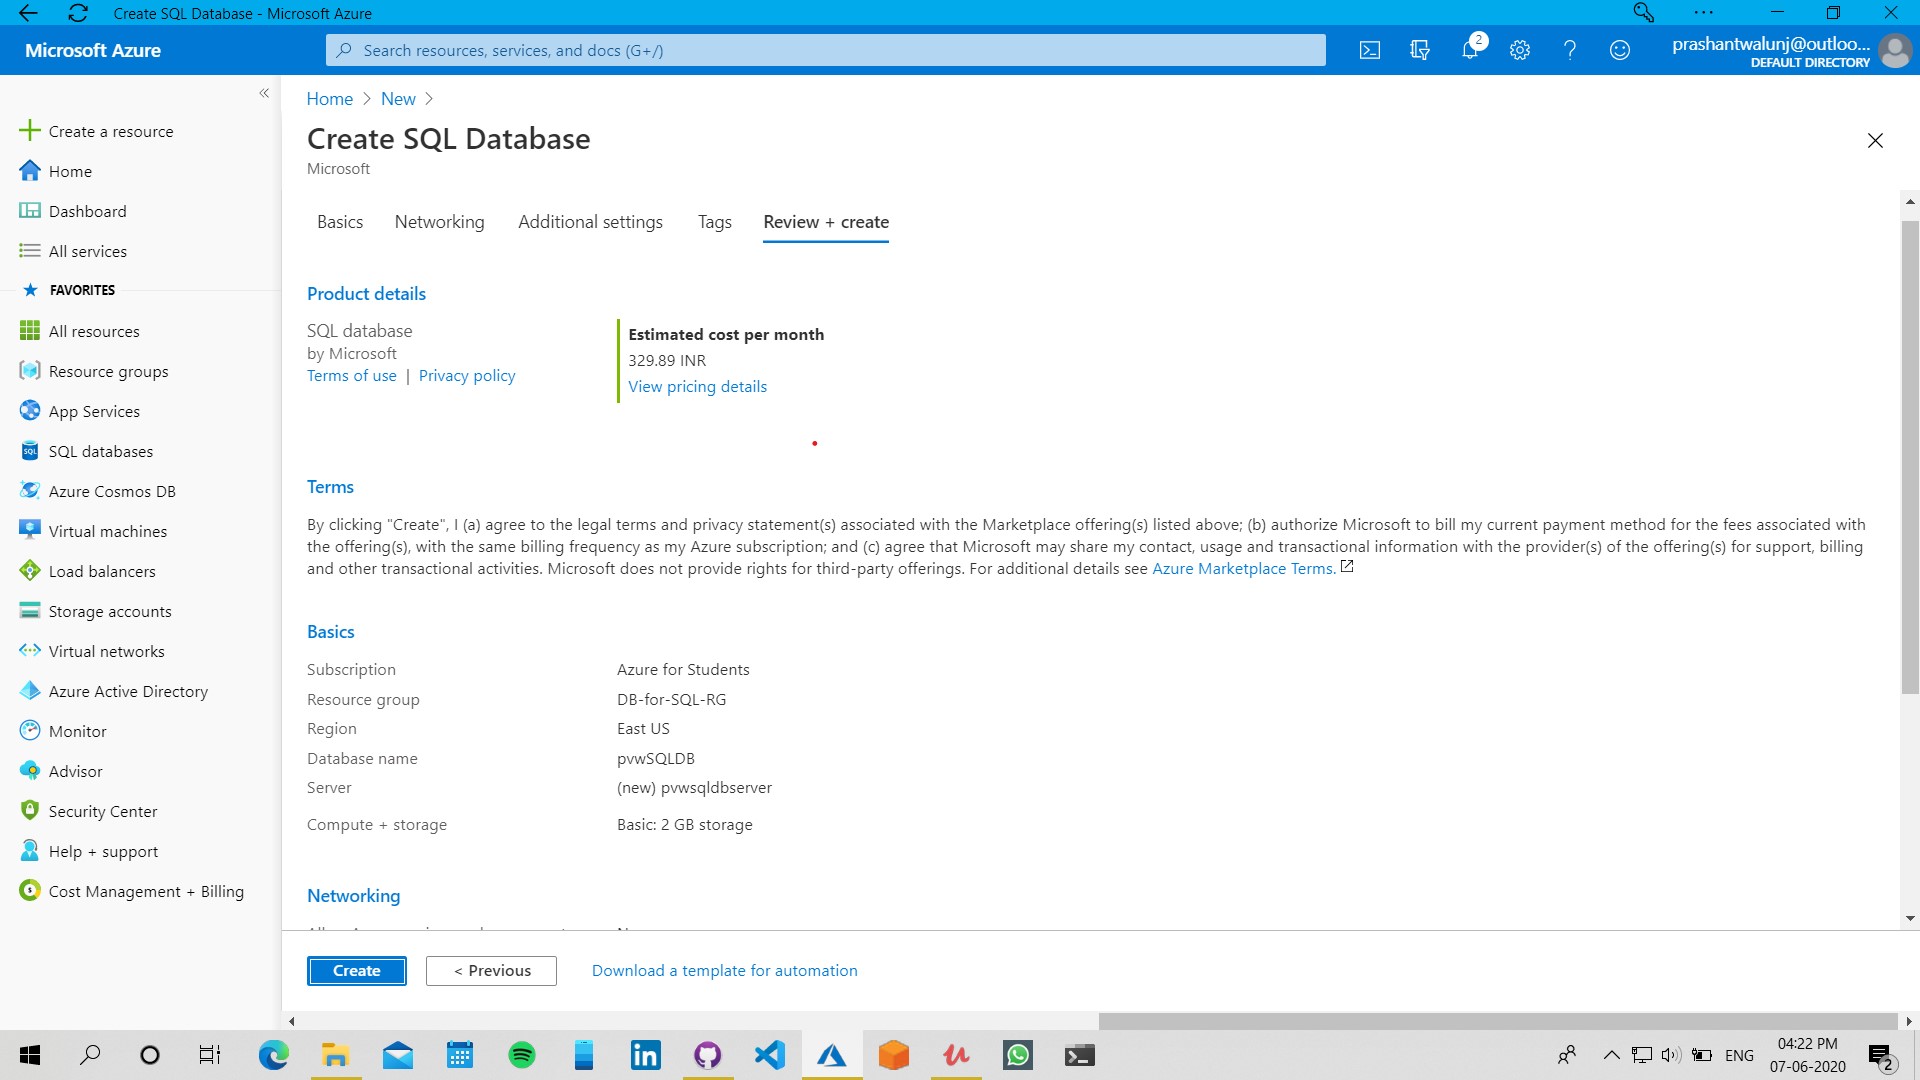 Create SQL Database - Microsoft Azure
Microsoft Azure
Search resources, services, and docs (G+/)
2
prashantwalunj@outloo...
DEFAULT DIRECTORY
«
Create a resource
Home
Dashboard
All services
FAVORITES
All resources
Resource groups
App Services
SQL databases
Azure Cosmos DB
Virtual machines
Load balancers
Storage accounts
Virtual networks
Azure Active Directory
Monitor
Advisor
Security Center
Help + support
Cost Management + Billing
Home > New >
Create SQL Database
Microsoft
Basics Networking Additional settings Tags Review + create
Product details
SQL database
by Microsoft
Terms of use | Privacy policy
Estimated cost per month
329.89 INR
View pricing details
Terms
By clicking "Create", I (a) agree to the legal terms and privacy statement(s) associated with the Marketplace offering(s) listed above; (b) authorize Microsoft to bill my current payment method for the fees associated with
the offering(s), with the same billing frequency as my Azure subscription; and (c) agree that Microsoft may share my contact, usage and transactional information with the provider(s) of the offering(s) for support, billing
and other transactional activities. Microsoft does not provide rights for third-party offerings. For additional details see Azure Marketplace Terms.
Basics
Subscription Azure for Students
Resource group DB-for-SQL-RG
Region East US
Database name pvwSQLDB
Server (new) pvwsqldbserver
Compute + storage Basic: 2 GB storage
Networking
Create
< Previous
Download a template for automation
ENG
04:22 PM
07-06-2020
2